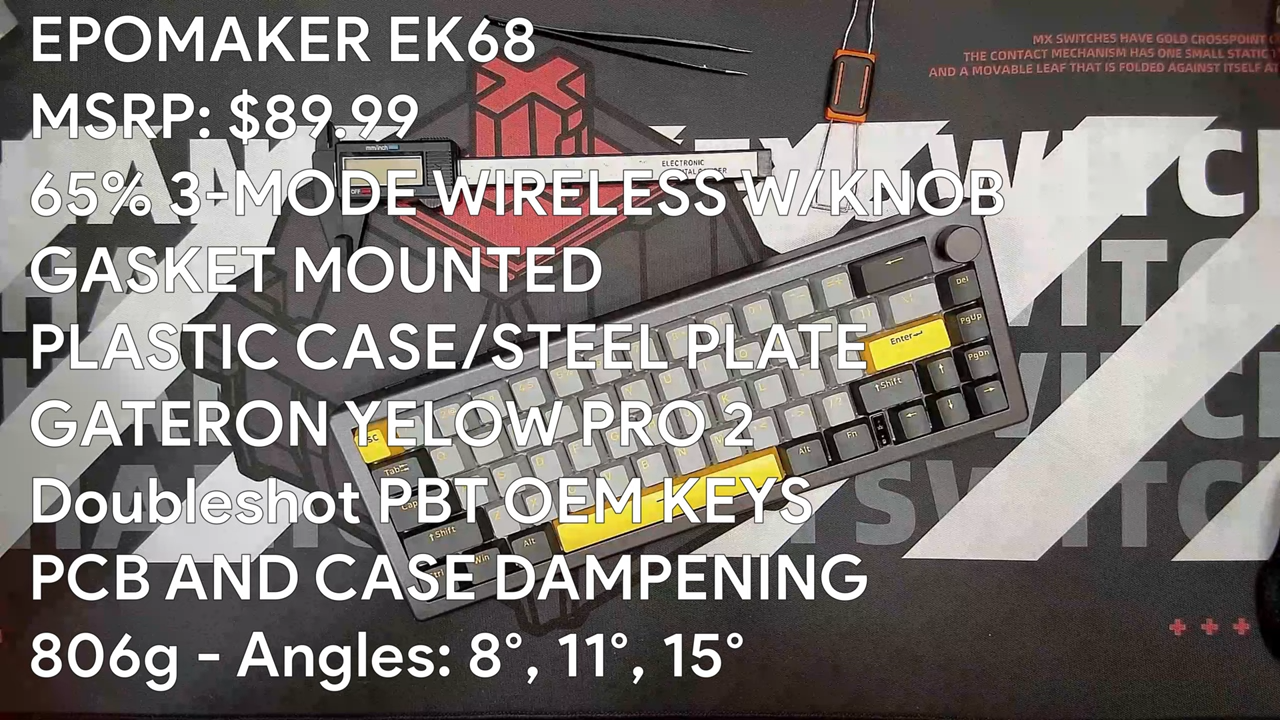 EPOMAKER EK68
MSRP: $89.99
65% 3-MODE WIRELESS W/KNOB
GASKET MOUNTED
PLASTIC CASE/STEEL PLATE
GATERON YELOW PRO 2
Doubleshot PBT OEM KEYS
PCB AND CASE DAMPENING
806g - Angles: 8°, 11°, 15°
MX SWITCHES HAVE GOLD CROSSPOINT
THE CONTACT MECHANISM HAS ONE SMALL STATIC
AND A MOVABLE LEAF THAT IS FOLDED AGAINST ITSELF AT
mm/inch
OFF
ELECTRONIC
Del
Enter
PgUp
PgDn
Shift
Tab
Shift
Win
Alt
Alt
Fn